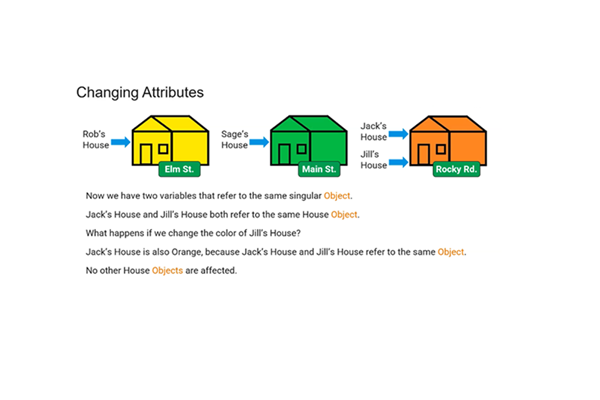 Changing Attributes
Rob's
House
Elm St.
Sage's
House
Main St.
Jack's
House
Jill's
House
Rocky Rd.
Now we have two variables that refer to the same singular Object.
Jack's House and Jill's House both refer to the same House Object.
What happens if we change the color of Jill's House?
Jack's House is also Orange, because Jack's House and Jill's House refer to the same Object.
No other House Objects are affected.